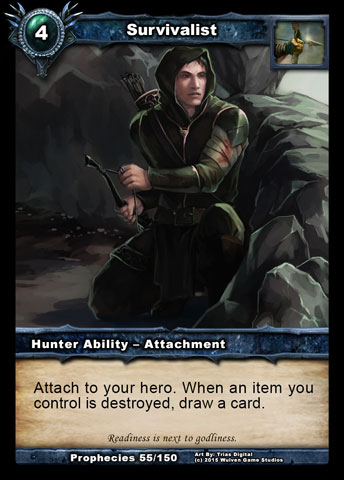 4
Survivalist
Hunter Ability – Attachment
Attach to your hero. When an item you
control is destroyed, draw a card.
Readiness is next to godliness.
Prophecies 55/150
Art By: Trias Digital
(c) 2015 Wulven Game Studios